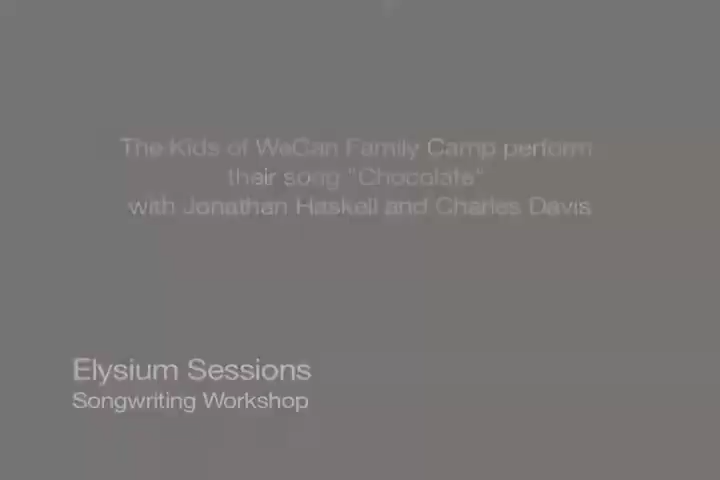 The Kids of WeCan Family Camp perform
their song "Chocolate"
with Jonathan Haskell and Charles Davis
Elysium Sessions
Songwriting Workshop